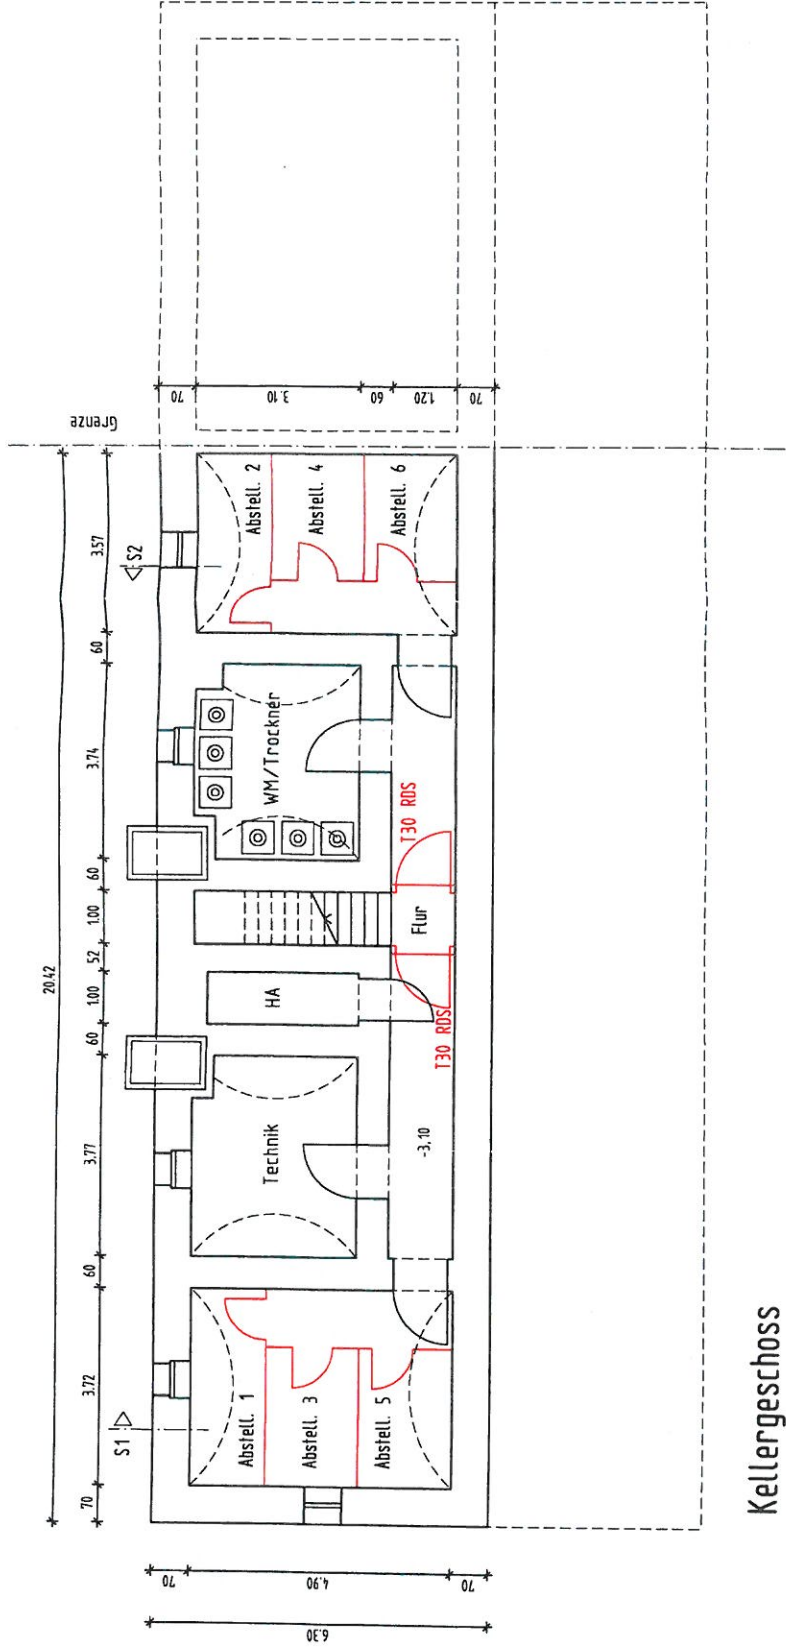 Kellergeschoss
Grenze
20.42
70
3.72
60
3.77
60
1.00
52
1.00
60
3.74
60
3.57
S1
S2
Abstell. 1
Abstell. 3
Abstell. 5
Technik
HA
Flur
WM/Trockner
Abstell. 2
Abstell. 4
Abstell. 6
T30 RDS
T30 RDS
-3,10
70
3.10
60
1.20
70
70
4.90
70
6.30